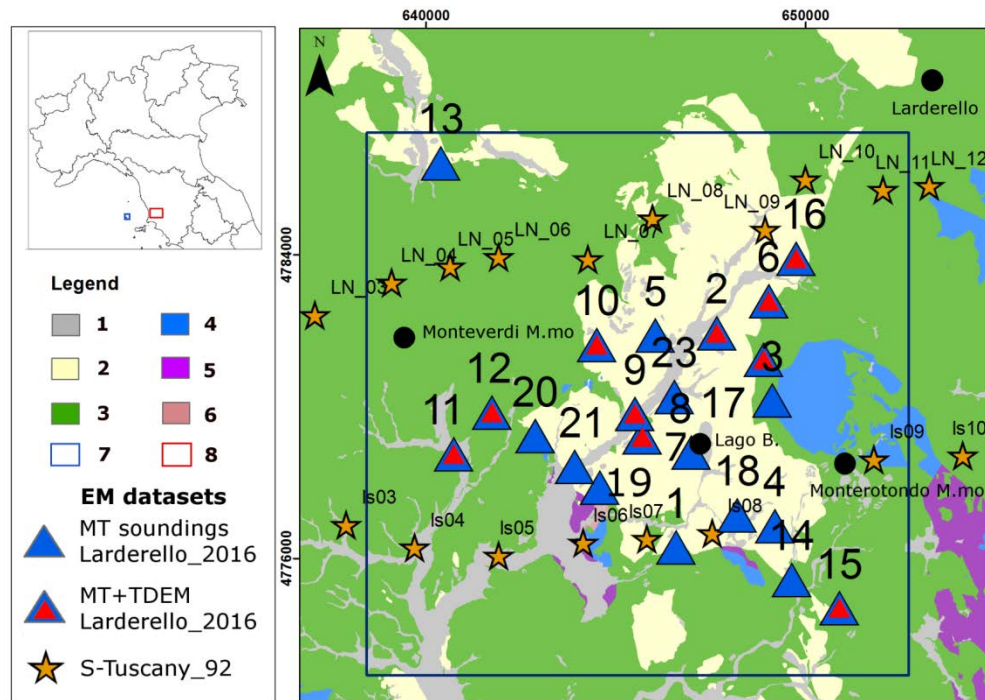 640000
650000
N
Larderello
13
LN_10
LN_11
LN_12
LN_08
LN_09
16
LN_06
LN_05
LN_07
LN_04
6
4784000
LN_03
10
5
2
Monteverdi M.mo
23
3
9
12
20
8
17
11
21
7
Lago B.
ls09
ls10
Monterotondo M.mo
18
4
19
1
ls03
ls08
ls04
ls06
ls07
ls05
14
4776000
15
Legend
1
4
2
5
3
6
7
8
EM datasets
MT soundings
Larderello_2016
MT+TDEM
Larderello_2016
S-Tuscany_92